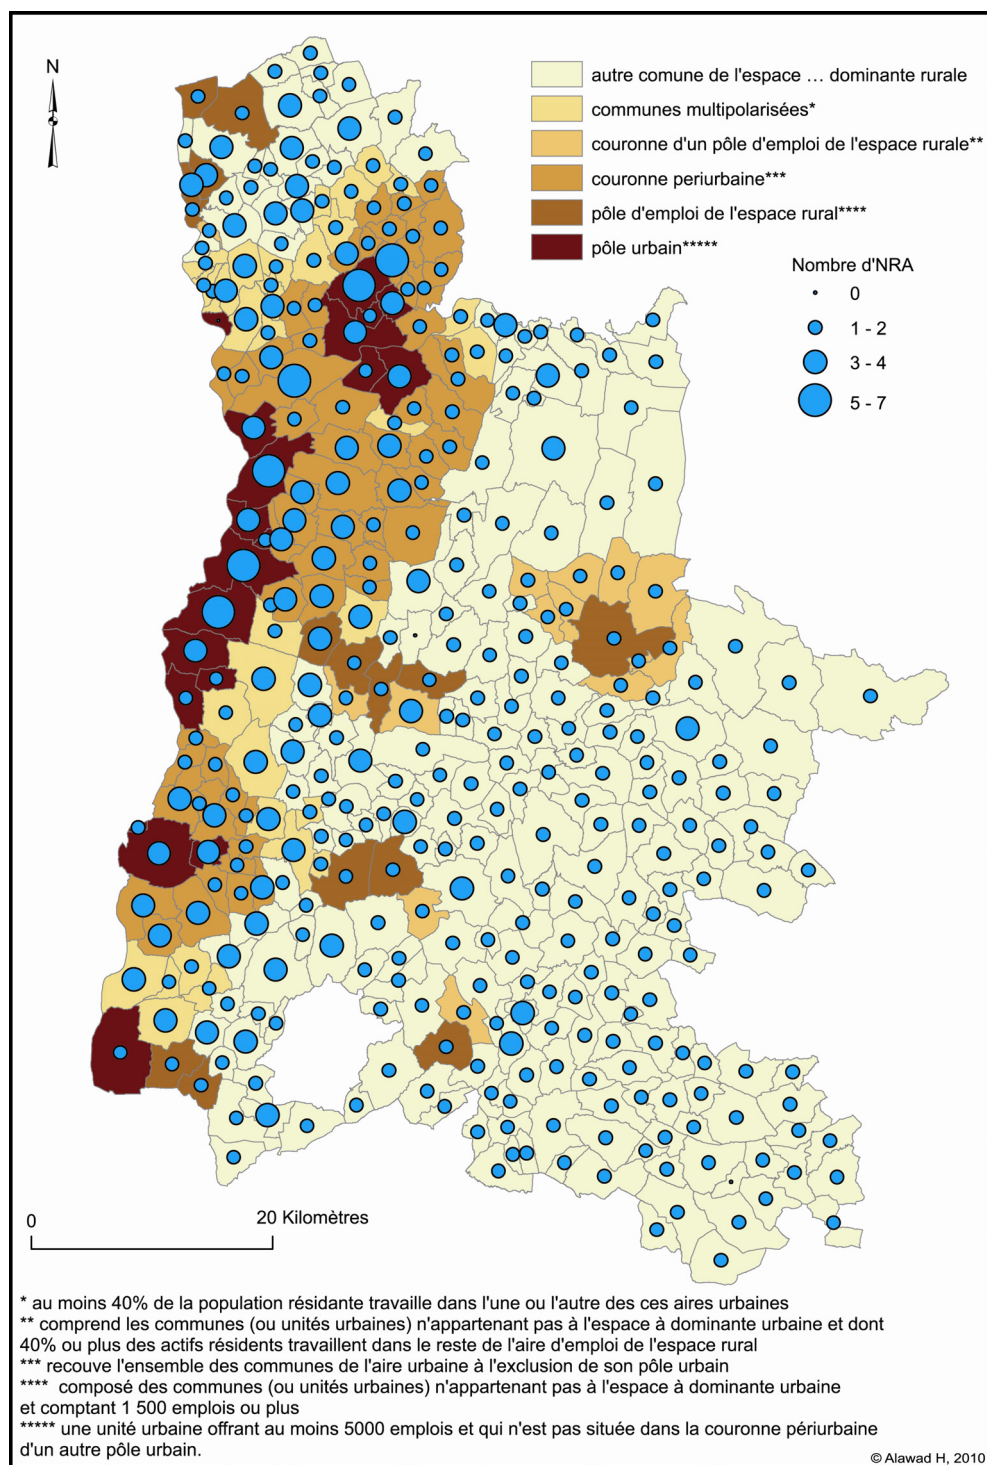 N
autre comune de l'espace … dominante rurale
communes multipolarisées*
couronne d'un pôle d'emploi de l'espace rurale**
couronne periurbaine***
pôle d'emploi de l'espace rural****
pôle urbain*****
Nombre d'NRA
0
1 - 2
3 - 4
5 - 7
0
20 Kilomètres
* au moins 40% de la population résidante travaille dans l'une ou l'autre des ces aires urbaines
** comprend les communes (ou unités urbaines) n'appartenant pas à l'espace à dominante urbaine et dont
40% ou plus des actifs résidents travaillent dans le reste de l'aire d'emploi de l'espace rural
*** recouve l'ensemble des communes de l'aire urbaine à l'exclusion de son pôle urbain
**** composé des communes (ou unités urbaines) n'appartenant pas à l'espace à dominante urbaine
et comptant 1 500 emplois ou plus
***** une unité urbaine offrant au moins 5000 emplois et qui n'est pas située dans la couronne périurbaine
d'un autre pôle urbain.
© Alawad H, 2010